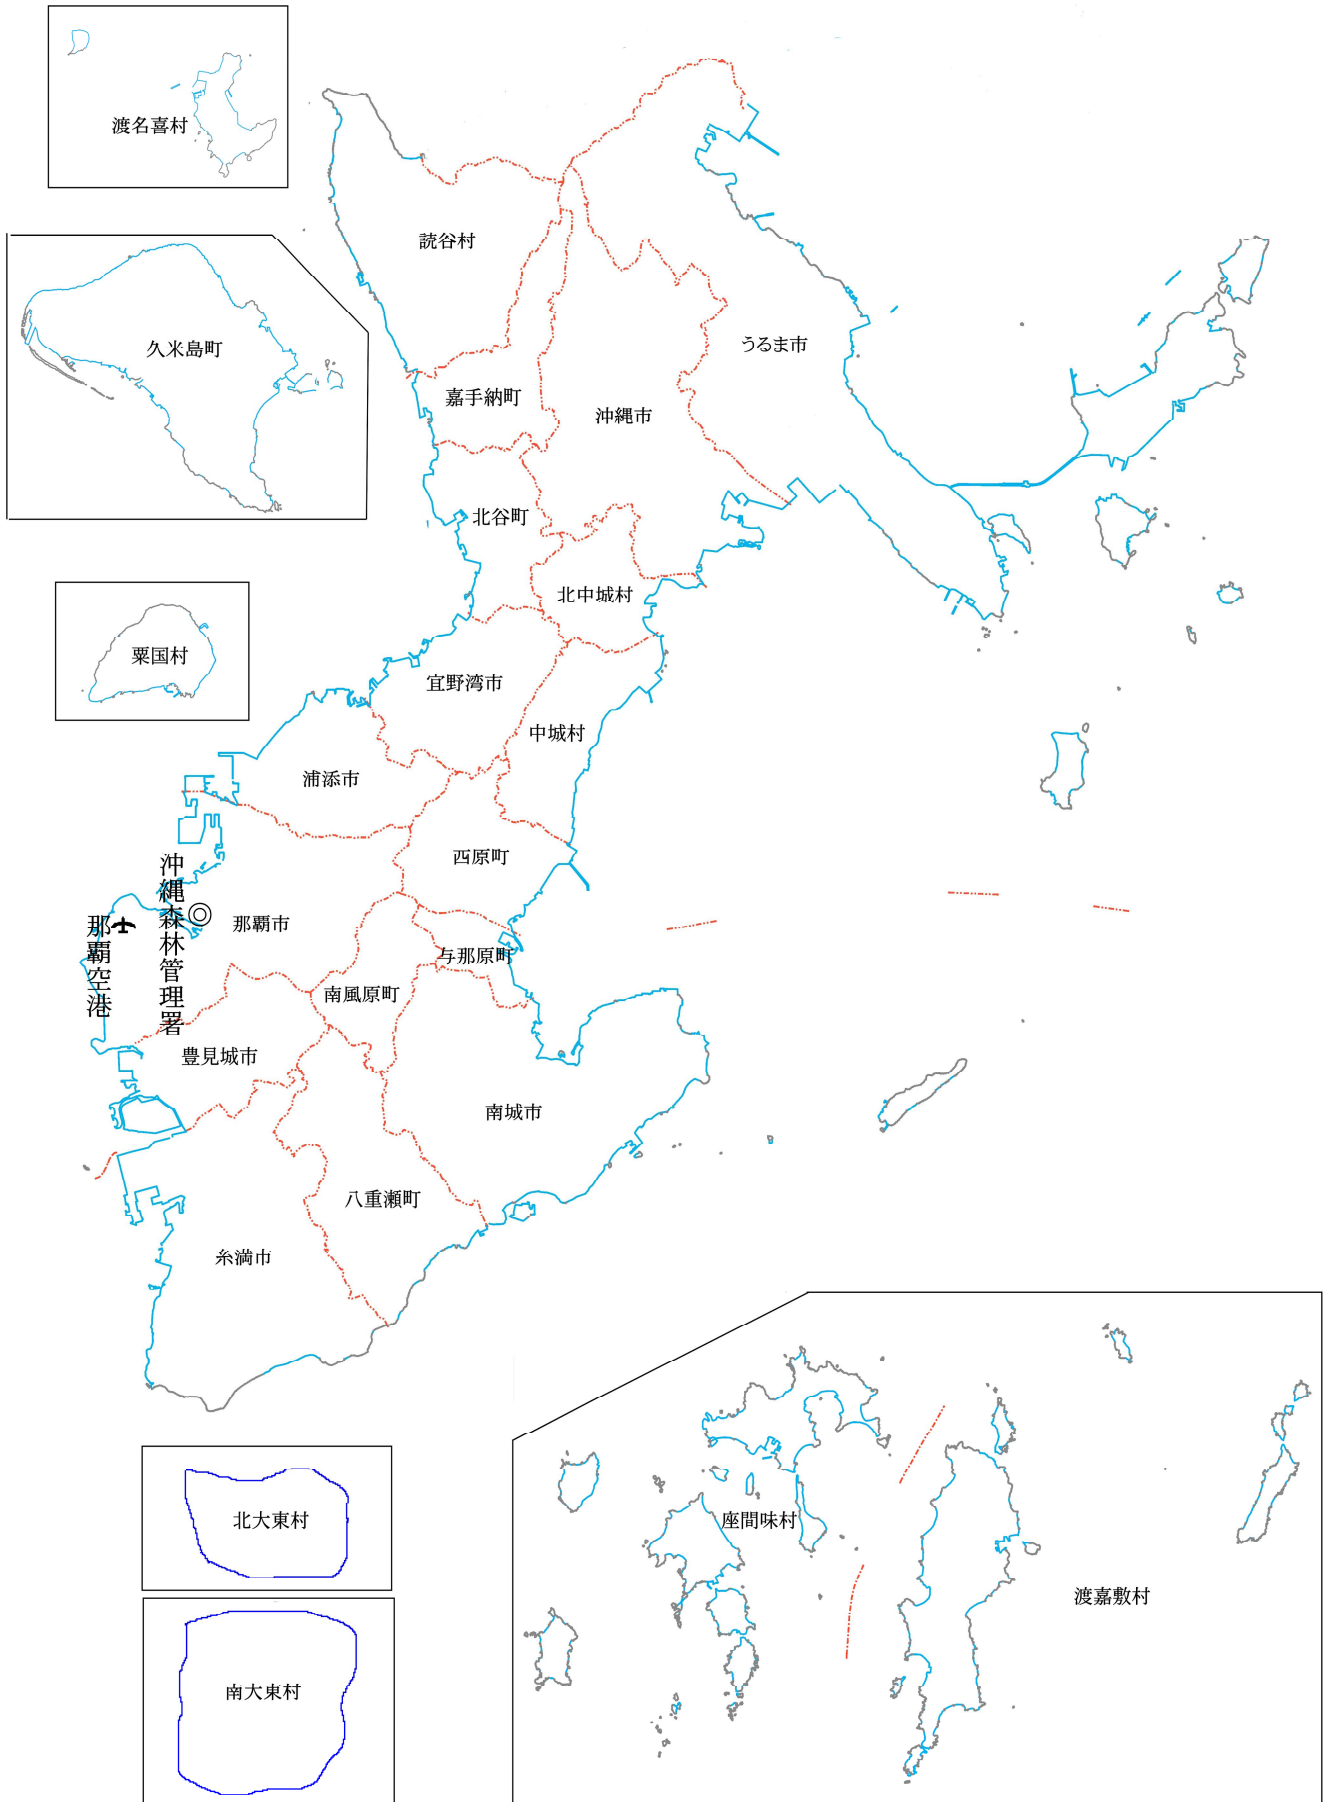 渡名喜村
読谷村
うるま市
久米島町
嘉手納町
沖縄市
北谷町
北中城村
粟国村
宜野湾市
中城村
浦添市
西原町
沖縄森林管理署
那覇空港
那覇市
与那原町
南風原町
豊見城市
南城市
八重瀬町
糸満市
北大東村
座間味村
渡嘉敷村
南大東村